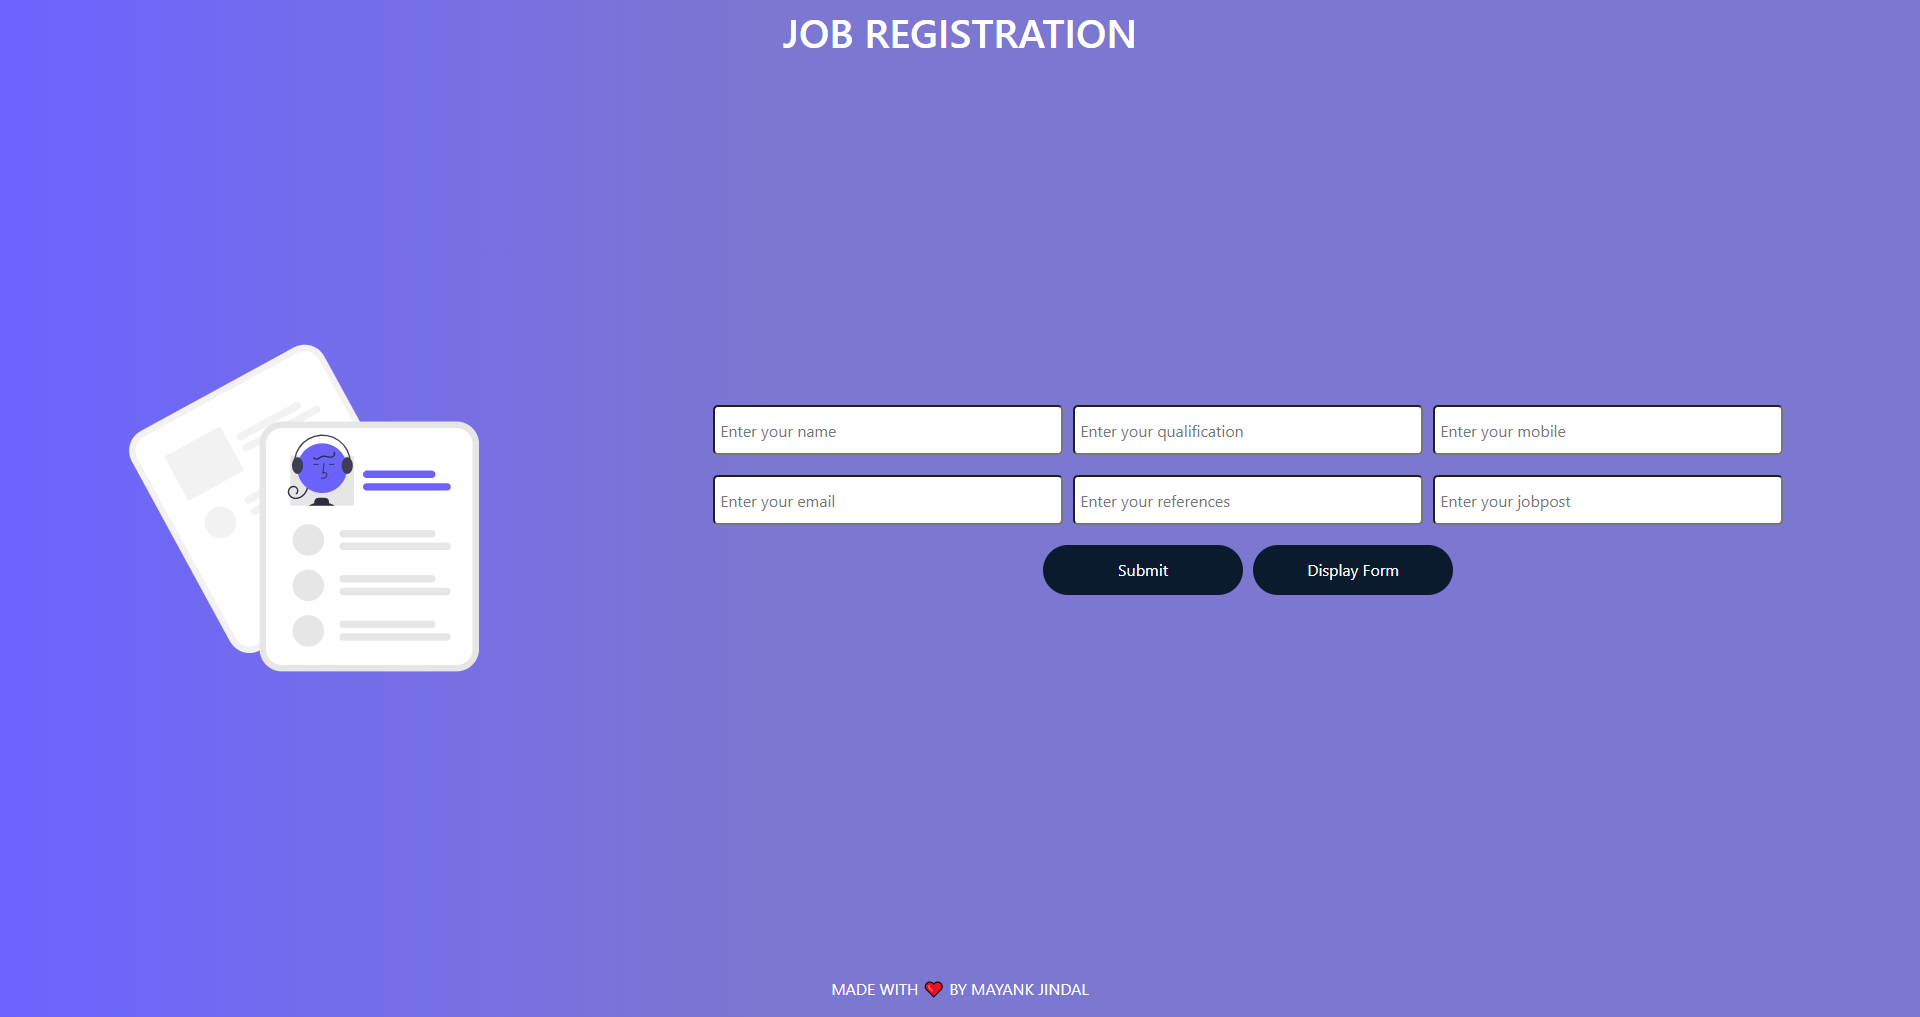 JOB REGISTRATION
Enter your name
Enter your qualification
Enter your mobile
Enter your email
Enter your references
Enter your jobpost
Submit
Display Form
MADE WITH ❤️ BY MAYANK JINDAL